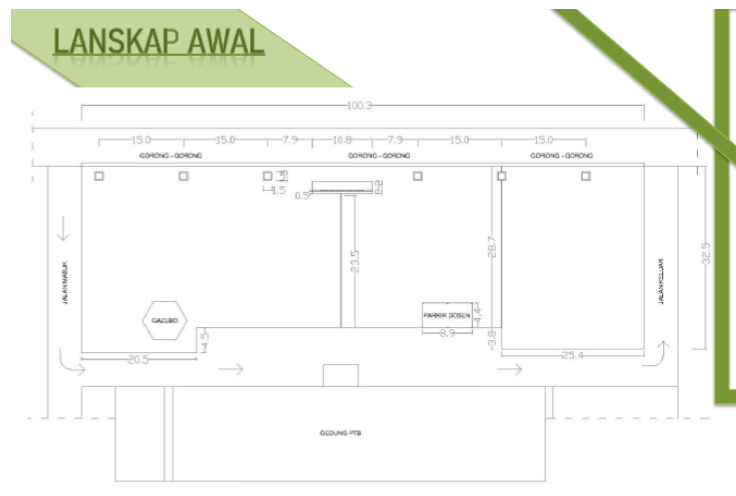 LANSKAP AWAL
100.3
15.0 15.0 7.9 10.8 7.9 15.0 15.0
GORONG - GORONG GORONG - GORONG GORONG - GORONG
1.5
0.5
23.5
28.7
32.5
JALAN MASUK
JALAN KELUAR
GAZEBO
PARKIR DOSEN
4.4
8.9
4.5
3.8
20.5
25.4
GEDUNG PTB